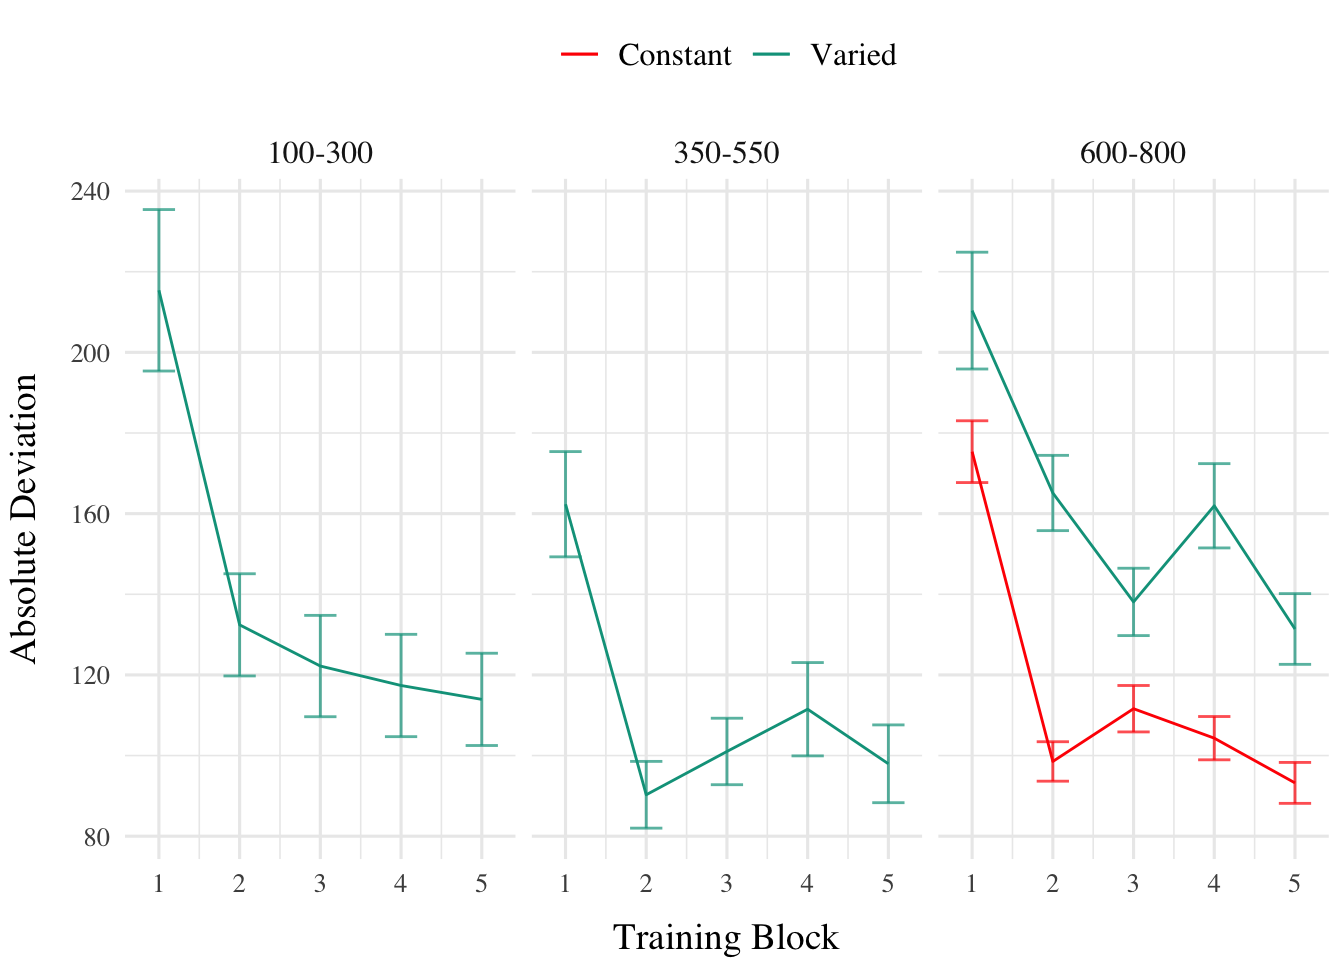 Constant Varied
100-300 350-550 600-800
240
200
160
120
80
Absolute Deviation
1 2 3 4 5 1 2 3 4 5 1 2 3 4 5
Training Block